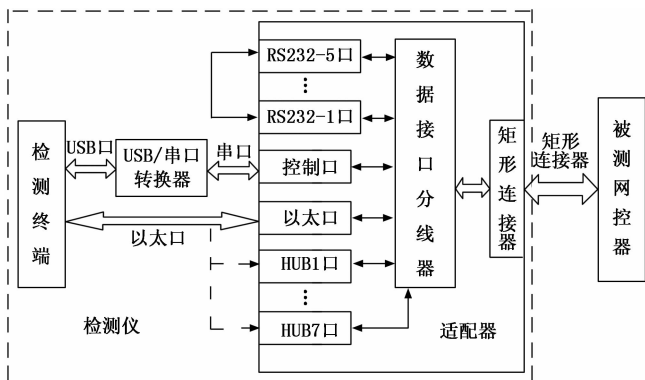 RS232-5口
RS232-1口
控制口
以太口
HUB1口
HUB7口
数据接口分线器
矩形连接器
矩形
连接器
被测网控器
检测终端
USB口
USB/串口
转换器
串口
以太口
检测仪
适配器